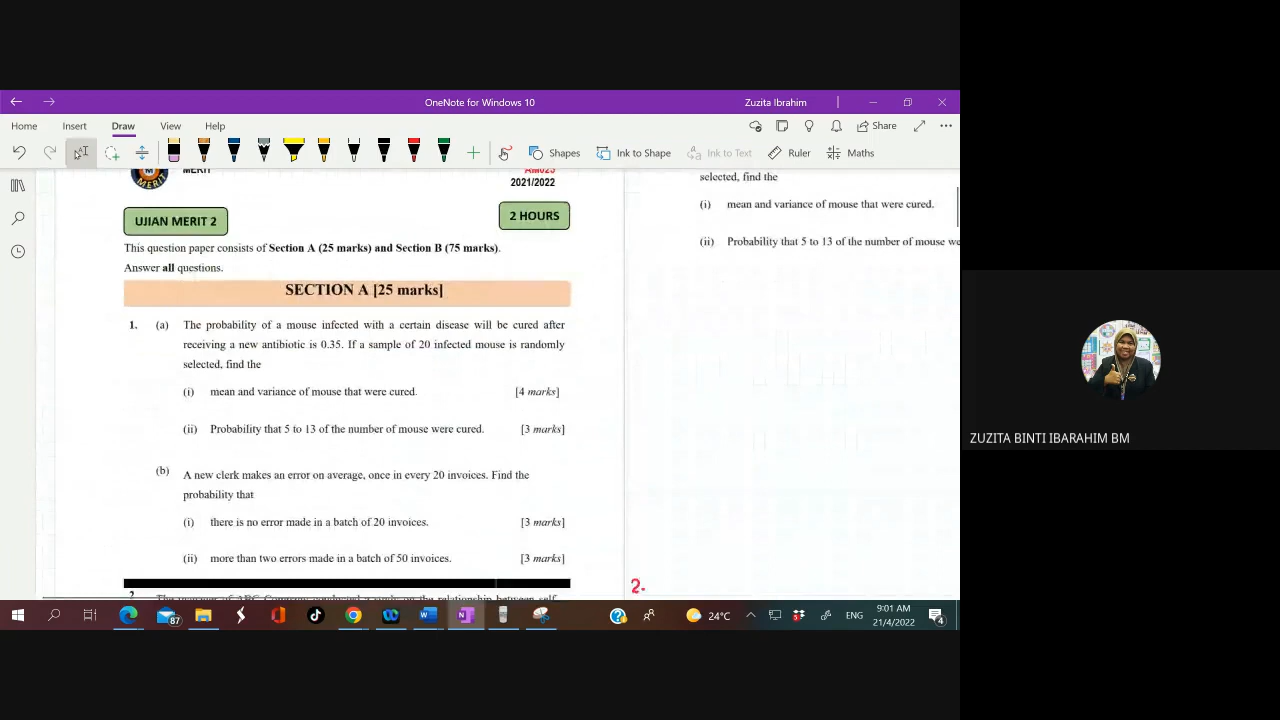 OneNote for Windows 10
Zuzita Ibrahim
Home Insert Draw View Help
Share
Shapes Ink to Shape Ink to Text Ruler Maths
MERIT
MERIT
AM025
2021/2022
UJIAN MERIT 2
2 HOURS
This question paper consists of Section A (25 marks) and Section B (75 marks).
Answer all questions.
SECTION A [25 marks]
1. (a) The probability of a mouse infected with a certain disease will be cured after
receiving a new antibiotic is 0.35. If a sample of 20 infected mouse is randomly
selected, find the
(i) mean and variance of mouse that were cured. [4 marks]
(ii) Probability that 5 to 13 of the number of mouse were cured. [3 marks]
(b) A new clerk makes an error on average, once in every 20 invoices. Find the
probability that
(i) there is no error made in a batch of 20 invoices. [3 marks]
(ii) more than two errors made in a batch of 50 invoices. [3 marks]
selected, find the
(i) mean and variance of mouse that were cured.
(ii) Probability that 5 to 13 of the number of mouse we
2.
ZUZITA BINTI IBARAHIM BM
87
24°C
5
ENG
9:01 AM
21/4/2022
4